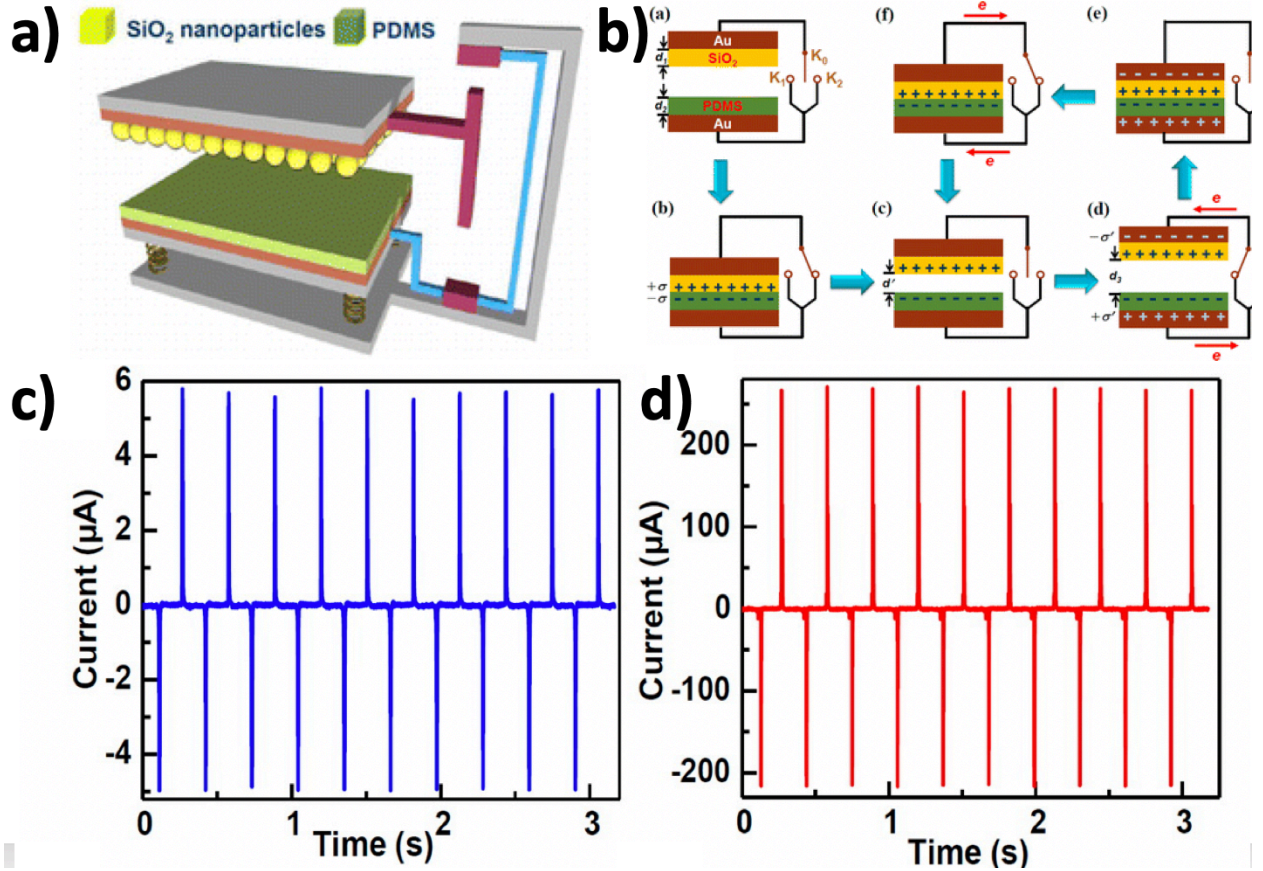 a)
SiO₂ nanoparticles PDMS
b)
(a)
Au
d₁
SiO₂
K₀
K₁
K₂
d₂
PDMS
Au
(f)
e
+ + + + + + + +
- - - - - - - -
e
(e)
- - - - - - - -
+ + + + + + + +
- - - - - - - -
+ + + + + + + +
(b)
+σ + + + + + + + +
-σ - - - - - - - -
(c)
+ + + + + + + +
d'
- - - - - - - -
(d)
e
-σ' - - - - - - -
+ + + + + + + +
d₃
- - - - - - - -
+σ' + + + + + + +
e
c)
Current (µA)
6
4
2
0
-2
-4
0 1 2 3
Time (s)
d)
Current (µA)
200
100
0
-100
-200
0 1 2 3
Time (s)